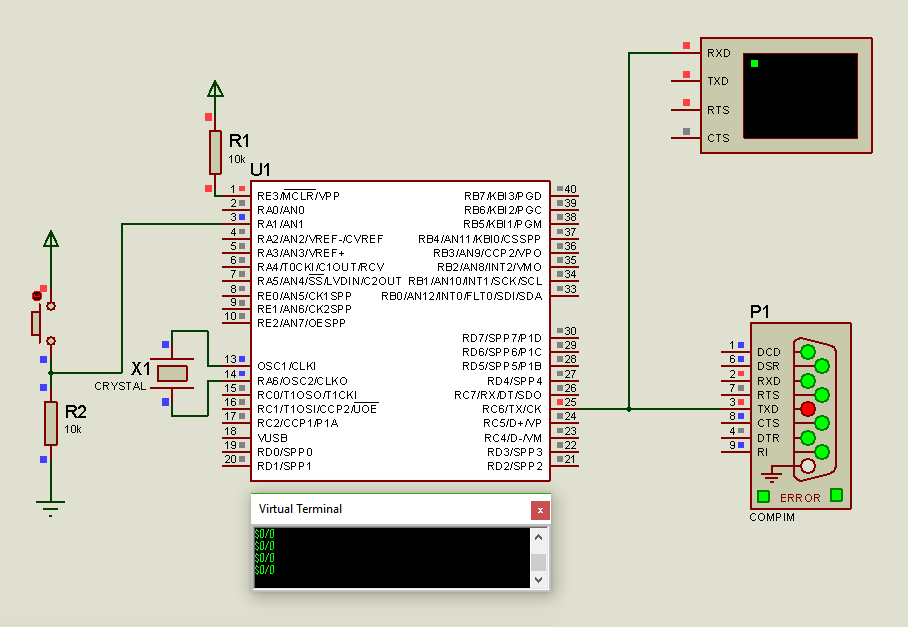 RXD
TXD
RTS
CTS
R1
10k
U1
1 RE3/MCLR/VPP
2 RA0/AN0
3 RA1/AN1
4 RA2/AN2/VREF-/CVREF
5 RA3/AN3/VREF+
6 RA4/T0CKI/C1OUT/RCV
7 RA5/AN4/SS/LVDIN/C2OUT
8 RE0/AN5/CK1SPP
9 RE1/AN6/CK2SPP
10 RE2/AN7/OESPP
13 OSC1/CLKI
14 RA6/OSC2/CLKO
15 RC0/T1OSO/T1CKI
16 RC1/T1OSI/CCP2/UOE
17 RC2/CCP1/P1A
18 VUSB
19 RD0/SPP0
20 RD1/SPP1
RB7/KBI3/PGD 40
RB6/KBI2/PGC 39
RB5/KBI1/PGM 38
RB4/AN11/KBI0/CSSPP 37
RB3/AN9/CCP2/VPO 36
RB2/AN8/INT2/VMO 35
RB1/AN10/INT1/SCK/SCL 34
RB0/AN12/INT0/FLT0/SDI/SDA 33
RD7/SPP7/P1D 30
RD6/SPP6/P1C 29
RD5/SPP5/P1B 28
RD4/SPP4 27
RC7/RX/DT/SDO 26
RC6/TX/CK 25
RC5/D+/VP 24
RC4/D-/VM 23
RD3/SPP3 22
RD2/SPP2 21
X1
CRYSTAL
R2
10k
P1
1 DCD
6 DSR
2 RXD
7 RTS
3 TXD
8 CTS
4 DTR
9 RI
ERROR
COMPIM
Virtual Terminal
x
$0/0
$0/0
$0/0
$0/0